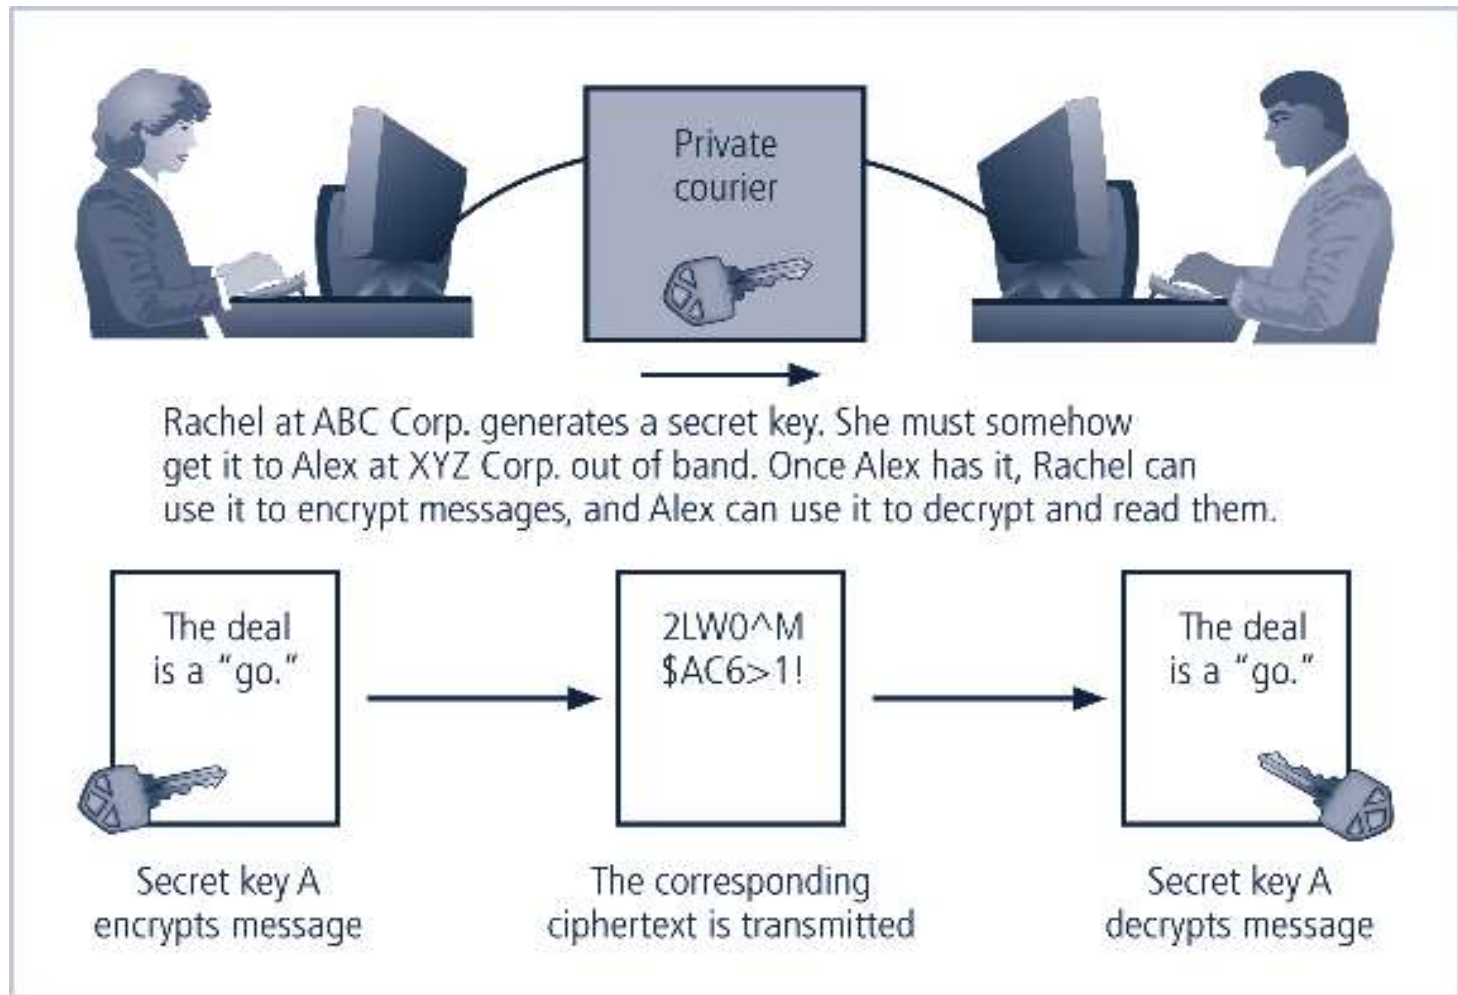 Private
courier
Rachel at ABC Corp. generates a secret key. She must somehow
get it to Alex at XYZ Corp. out of band. Once Alex has it, Rachel can
use it to encrypt messages, and Alex can use it to decrypt and read them.
The deal
is a “go.”
2LW0^M
$AC6>1!
The deal
is a “go.”
Secret key A
encrypts message
The corresponding
ciphertext is transmitted
Secret key A
decrypts message